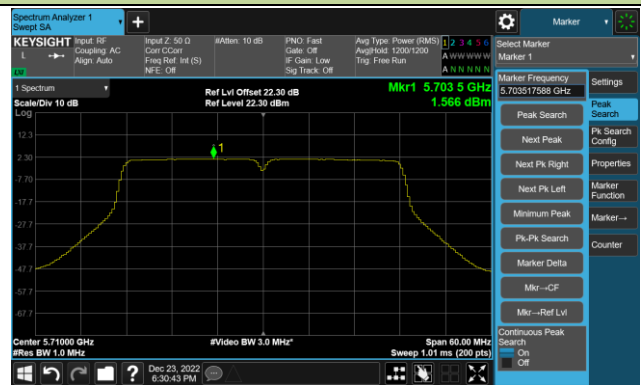 Spectrum Analyzer 1
Swept SA
Marker
KEYSIGHT
L
Input: RF
Coupling: AC
Align: Auto
Input Z: 50 Ω
Corr CCorr
Freq Ref: Int (S)
NFE: Off
#Atten: 10 dB
PNO: Fast
Gate: Off
IF Gain: Low
Sig Track: Off
Avg Type: Power (RMS)
Avg|Hold: 1200/1200
Trig: Free Run
1 2 3 4 5 6
A W W W W W
A N N N N N
Select Marker
Marker 1
1 Spectrum
Scale/Div 10 dB
Log
Ref Lvl Offset 22.30 dB
Ref Level 22.30 dBm
Mkr1 5.703 5 GHz
1.566 dBm
12.3
2.30
-7.70
-17.7
-27.7
-37.7
-47.7
-57.7
-67.7
1
Center 5.71000 GHz
#Res BW 1.0 MHz
#Video BW 3.0 MHz*
Span 60.00 MHz
Sweep 1.01 ms (200 pts)
Marker Frequency
5.703517588 GHz
Peak Search
Next Peak
Next Pk Right
Next Pk Left
Minimum Peak
Pk-Pk Search
Marker Delta
Mkr→CF
Mkr→Ref Lvl
Continuous Peak
Search
On
Off
Settings
Peak
Search
Pk Search
Config
Properties
Marker
Function
Marker→
Counter
?
Dec 23, 2022
6:30:43 PM